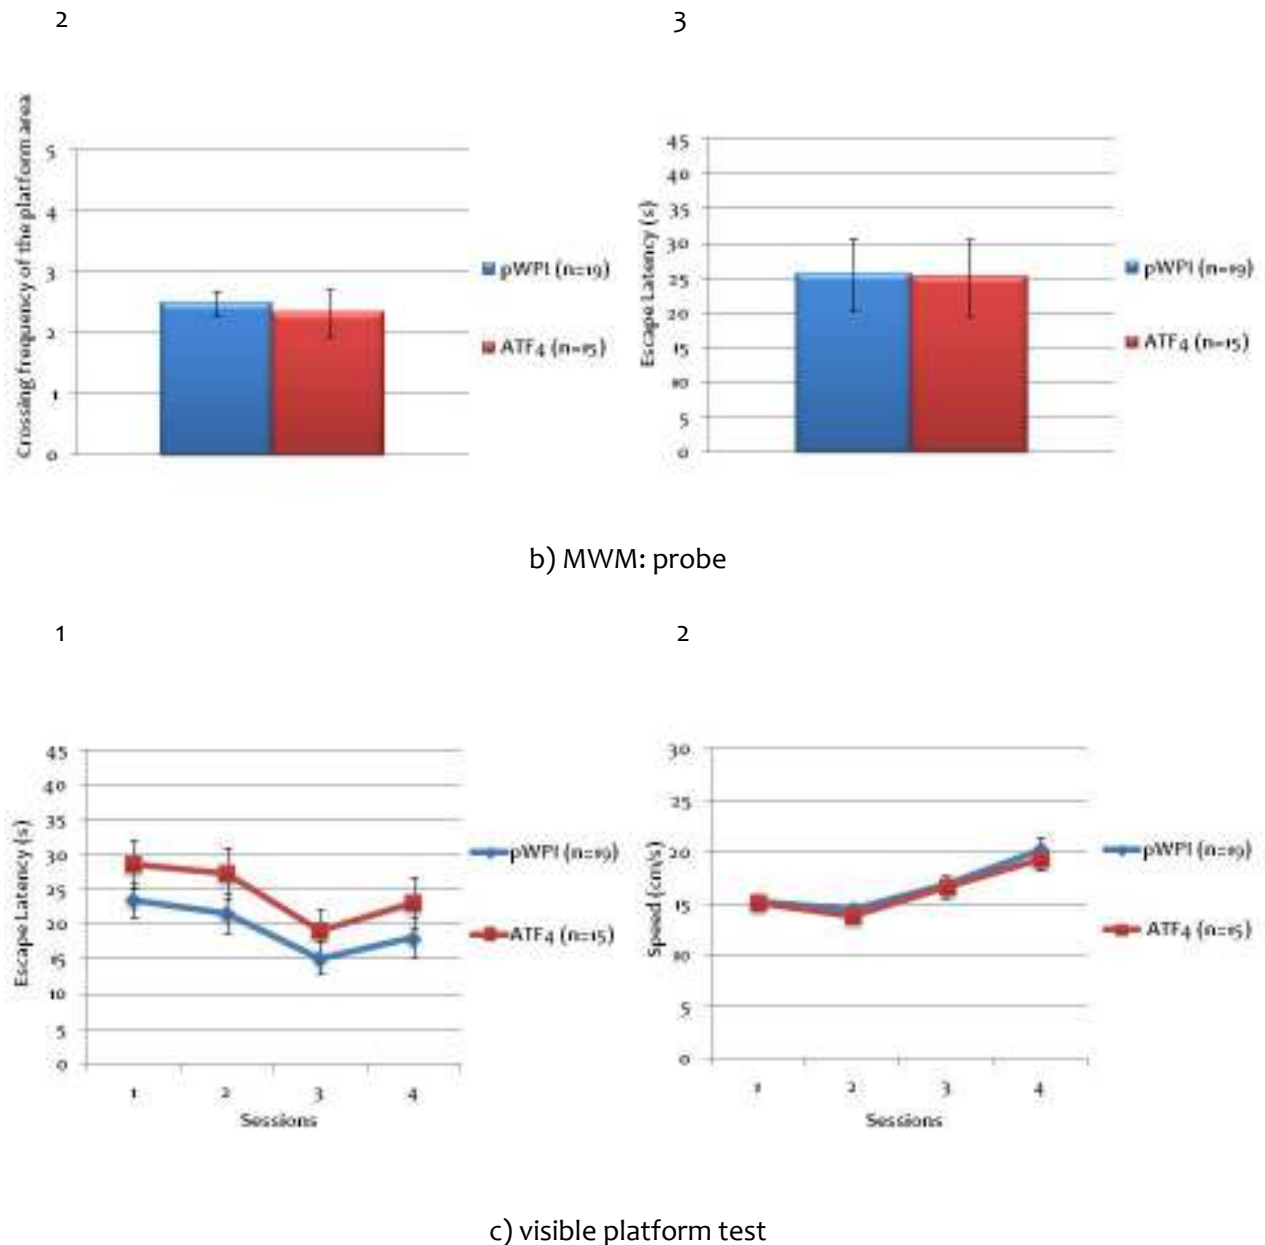 2
3
Crossing frequency of the platform area
5
4
3
2
1
0
pWPI (n=19)
ATF4 (n=15)
Escape Latency (s)
45
40
35
30
25
20
15
10
5
0
pWPI (n=19)
ATF4 (n=15)
b) MWM: probe
1
2
Escape Latency (s)
45
40
35
30
25
20
15
10
5
0
1 2 3 4
Sessions
pWPI (n=19)
ATF4 (n=15)
Speed (cm/s)
30
25
20
15
10
5
0
1 2 3 4
Sessions
pWPI (n=19)
ATF4 (n=15)
c) visible platform test